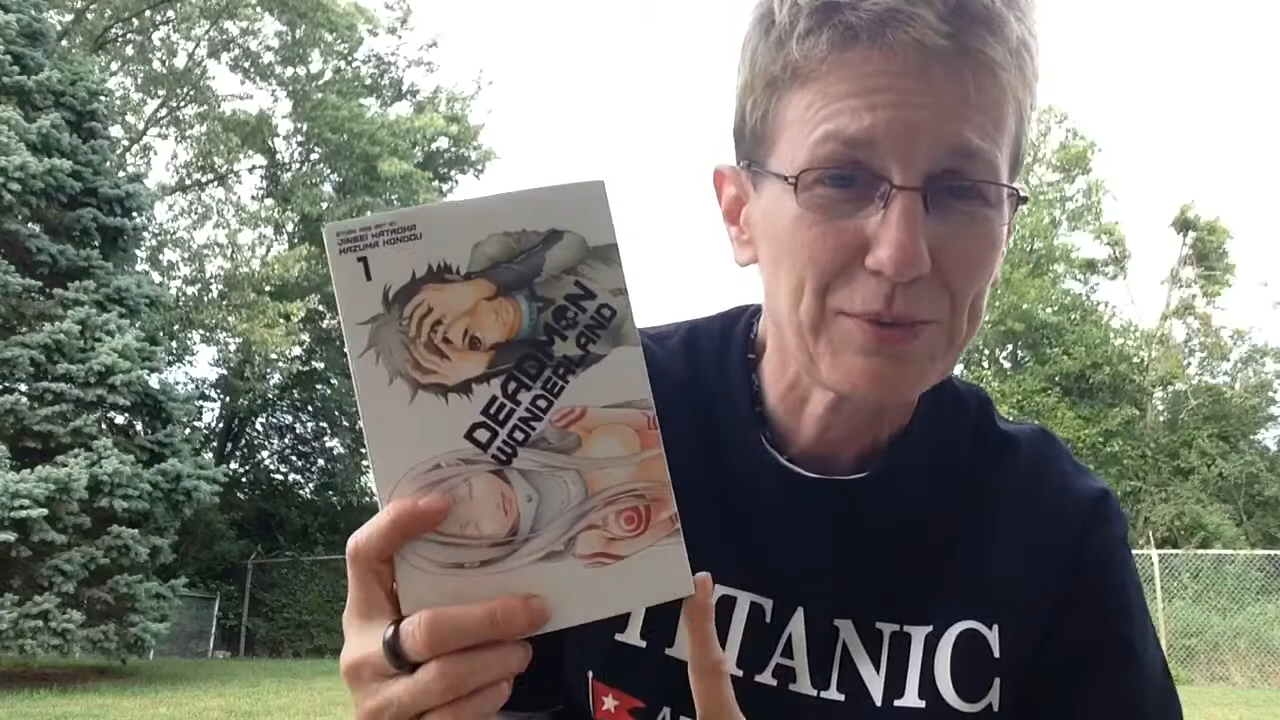 STORY AND ART BY:
JINSEI KATAOKA
KAZUMA KONDOU
1
DEADMAN
WONDERLAND
TITANIC